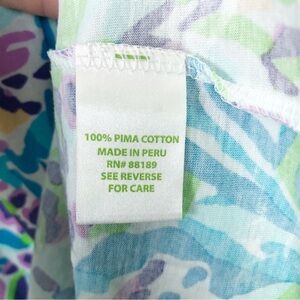 100% PIMA COTTON
MADE IN PERU
RN# 88189
SEE REVERSE
FOR CARE